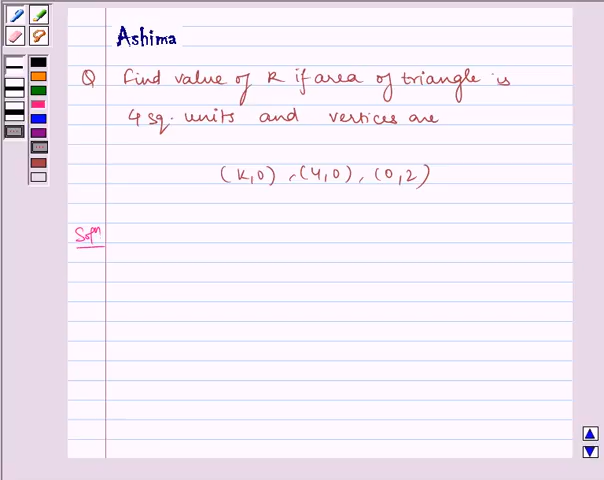 Ashima
Q Find value of k if area of triangle is
4 sq. units and vertices are
(k,0) , (4,0) , (0,2)
Solⁿ